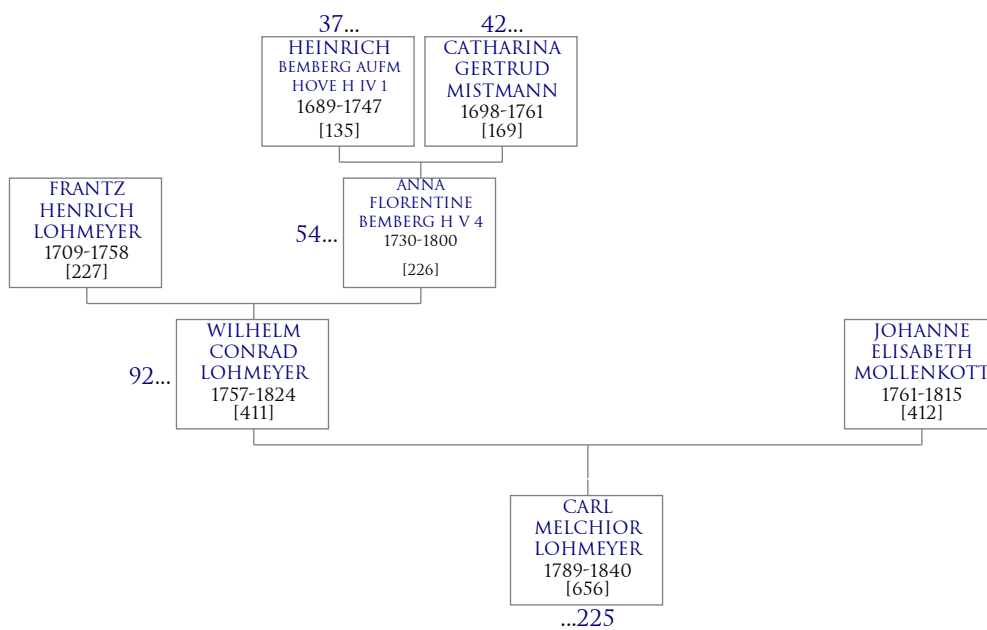 37...
42...
HEINRICH
BEMBERG AUFM
HOVE H IV 1
1689-1747
[135]
CATHARINA
GERTRUD
MISTMANN
1698-1761
[169]
FRANTZ
HENRICH
LOHMEYER
1709-1758
[227]
54...
ANNA
FLORENTINE
BEMBERG H V 4
1730-1800
[226]
92...
WILHELM
CONRAD
LOHMEYER
1757-1824
[411]
JOHANNE
ELISABETH
MOLLENKOTT
1761-1815
[412]
CARL
MELCHIOR
LOHMEYER
1789-1840
[656]
...225